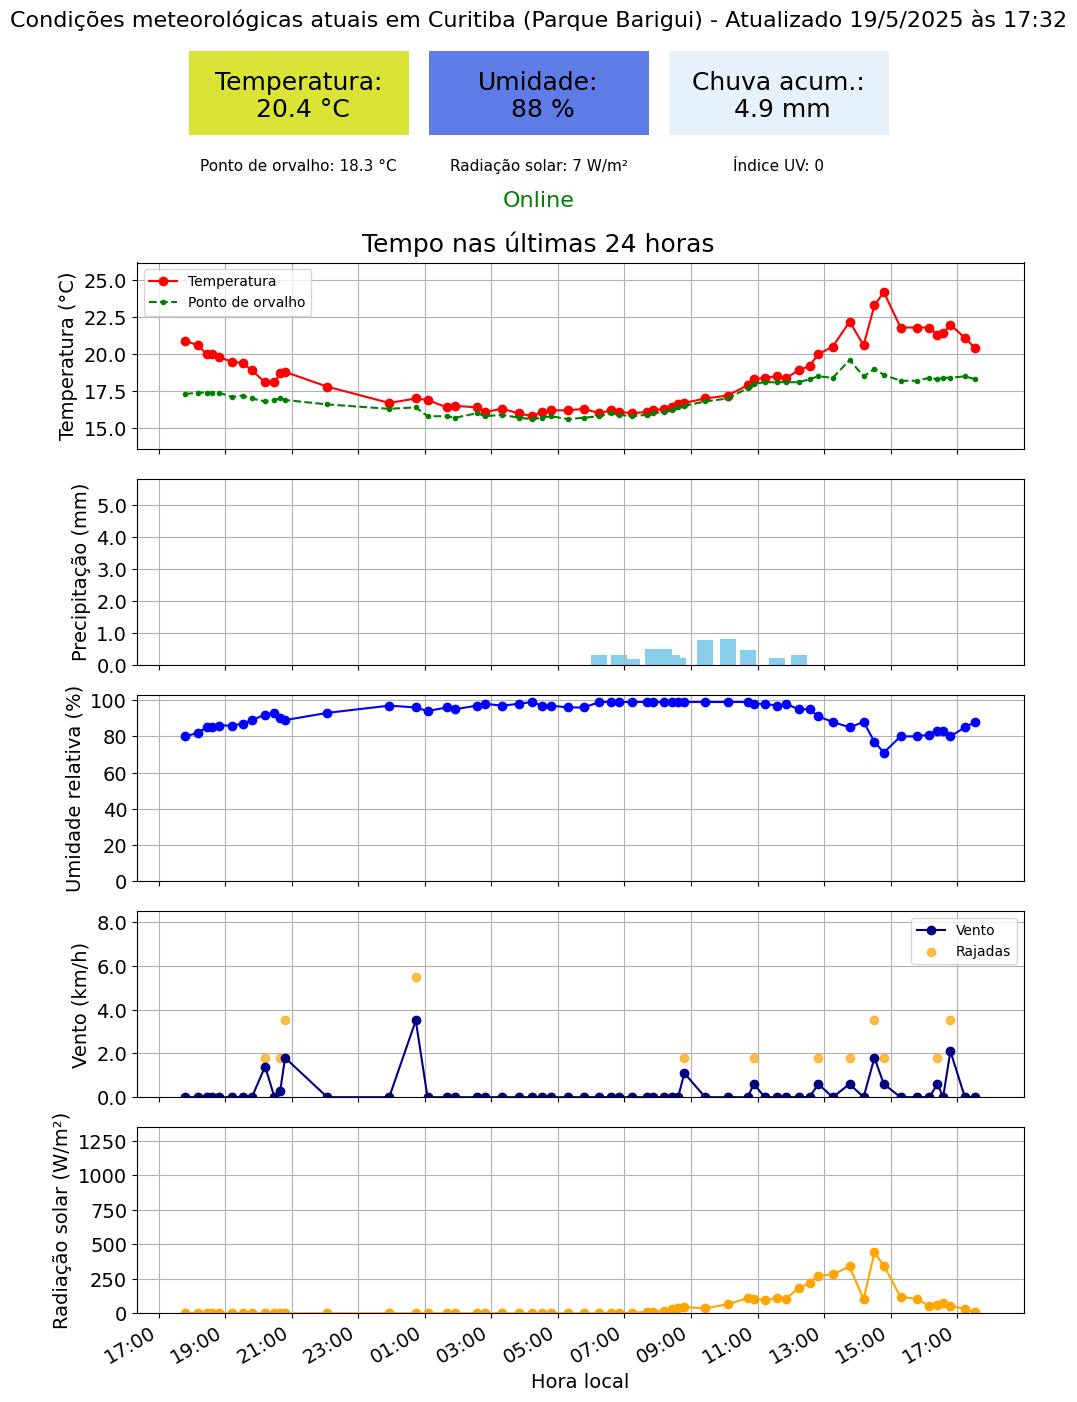 Condições meteorológicas atuais em Curitiba (Parque Barigui) - Atualizado 19/5/2025 às 17:32
Temperatura:
20.4 °C
Umidade:
88 %
Chuva acum.:
4.9 mm
Ponto de orvalho: 18.3 °C
Radiação solar: 7 W/m²
Índice UV: 0
Online
Tempo nas últimas 24 horas
Temperatura (°C)
25.0
22.5
20.0
17.5
15.0
Temperatura
Ponto de orvalho
Precipitação (mm)
5.0
4.0
3.0
2.0
1.0
0.0
Umidade relativa (%)
100
80
60
40
20
0
Vento (km/h)
8.0
6.0
4.0
2.0
0.0
Vento
Rajadas
Radiação solar (W/m²)
1250
1000
750
500
250
0
17:00
19:00
21:00
23:00
01:00
03:00
05:00
07:00
09:00
11:00
13:00
15:00
17:00
Hora local